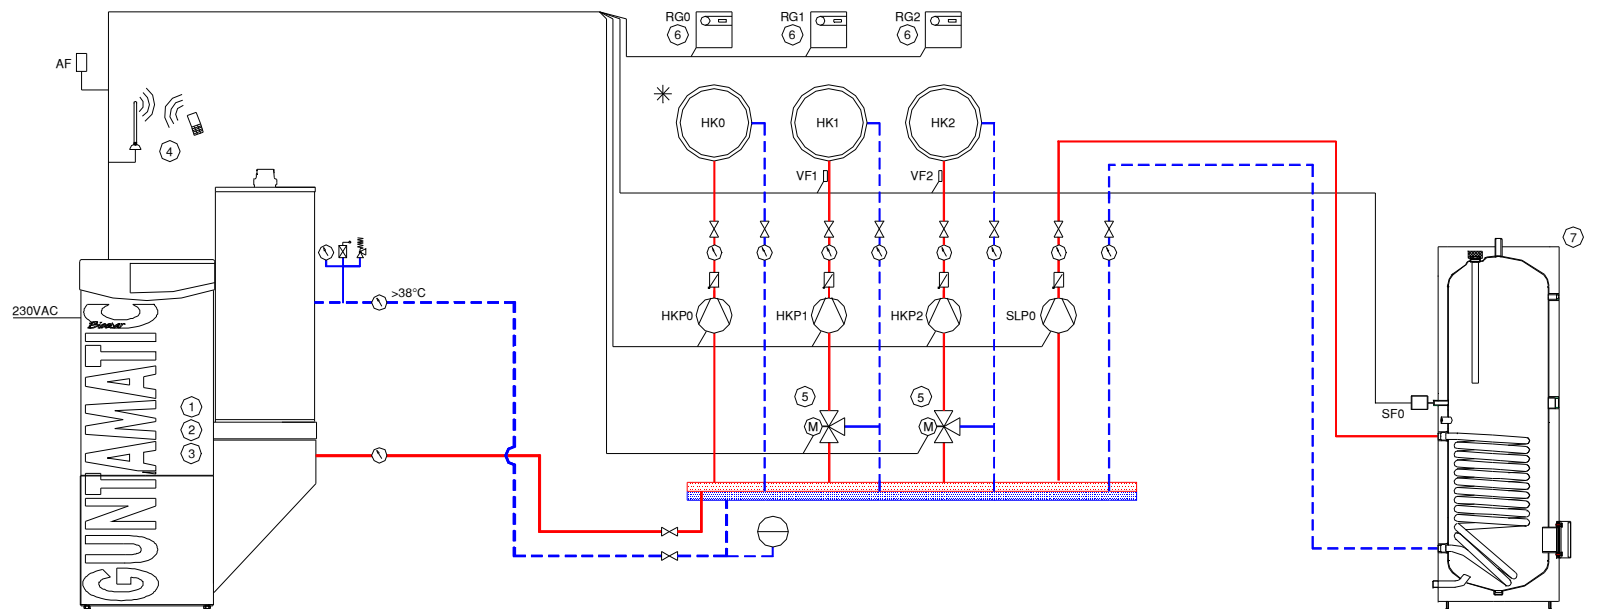 RG0
6
RG1
6
RG2
6
AF
4
HK0
HK1
HK2
VF1
VF2
7
>38°C
230VAC
HKP0
HKP1
HKP2
SLP0
GUNTAMATIC
Biostar
1
2
3
5
M
5
M
SF0